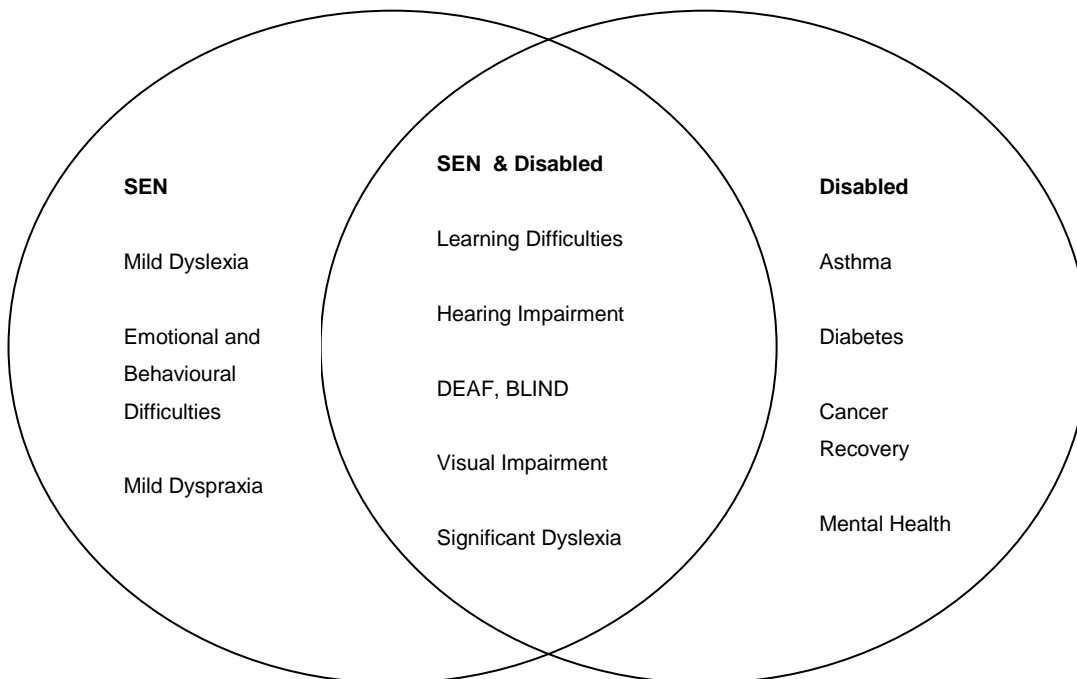 SEN
Mild Dyslexia
Emotional and
Behavioural
Difficulties
Mild Dyspraxia
SEN  & Disabled
Learning Difficulties
Hearing Impairment
DEAF, BLIND
Visual Impairment
Significant Dyslexia
Disabled
Asthma
Diabetes
Cancer
Recovery
Mental Health